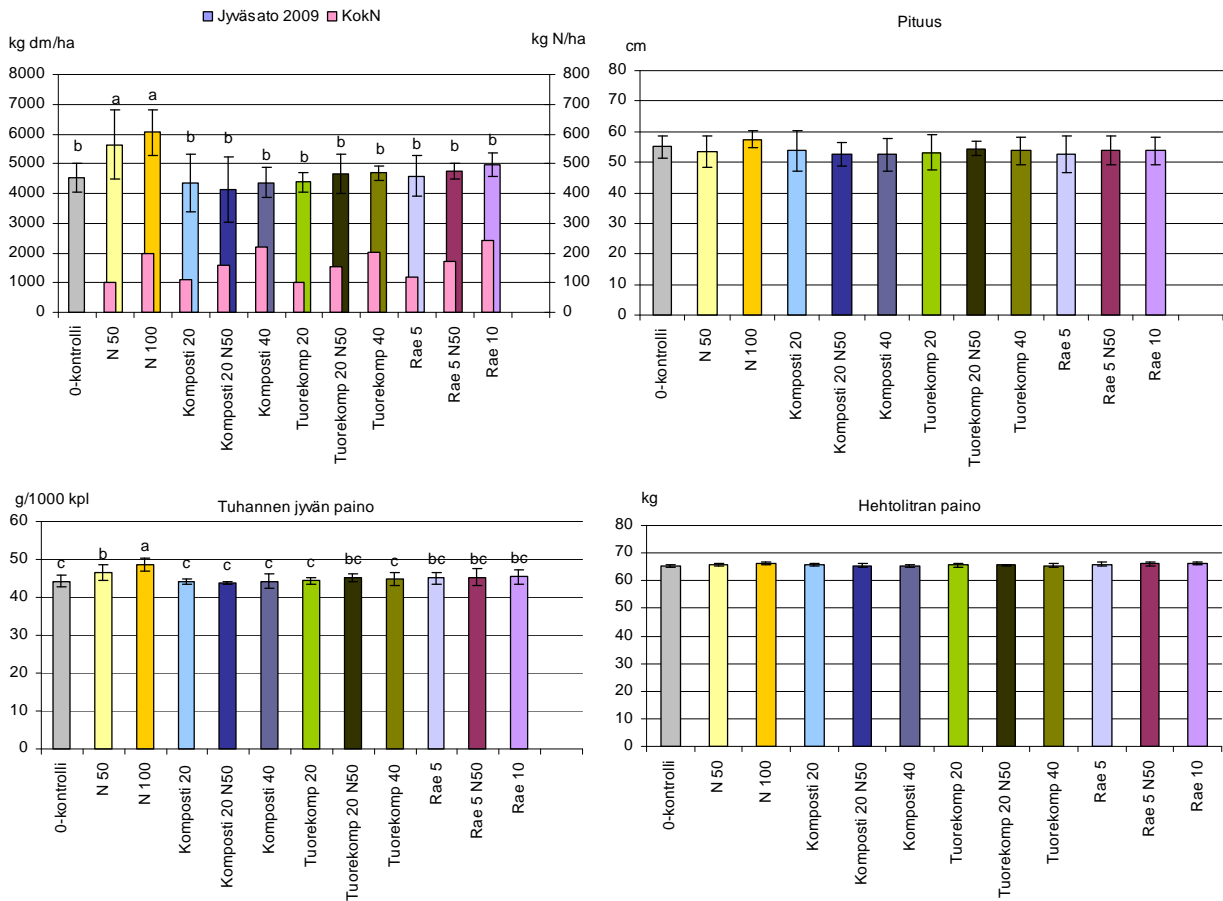 Jyväsato 2009 KokN
kg dm/ha
kg N/ha
8000
7000
6000
5000
4000
3000
2000
1000
0
800
700
600
500
400
300
200
100
0
b a a b b b b b b b b b
0-kontrolli
N 50
N 100
Komposti 20
Komposti 20 N50
Komposti 40
Tuorekomp 20
Tuorekomp 20 N50
Tuorekomp 40
Rae 5
Rae 5 N50
Rae 10
Pituus
cm
80
70
60
50
40
30
20
10
0
0-kontrolli
N 50
N 100
Komposti 20
Komposti 20 N50
Komposti 40
Tuorekomp 20
Tuorekomp 20 N50
Tuorekomp 40
Rae 5
Rae 5 N50
Rae 10
g/1000 kpl
Tuhannen jyvän paino
60
50
40
30
20
10
0
c b a c c c c bc c bc bc bc
0-kontrolli
N 50
N 100
Komposti 20
Komposti 20 N50
Komposti 40
Tuorekomp 20
Tuorekomp 20 N50
Tuorekomp 40
Rae 5
Rae 5 N50
Rae 10
kg
Hehtolitran paino
80
70
60
50
40
30
20
10
0
0-kontrolli
N 50
N 100
Komposti 20
Komposti 20 N50
Komposti 40
Tuorekomp 20
Tuorekomp 20 N50
Tuorekomp 40
Rae 5
Rae 5 N50
Rae 10